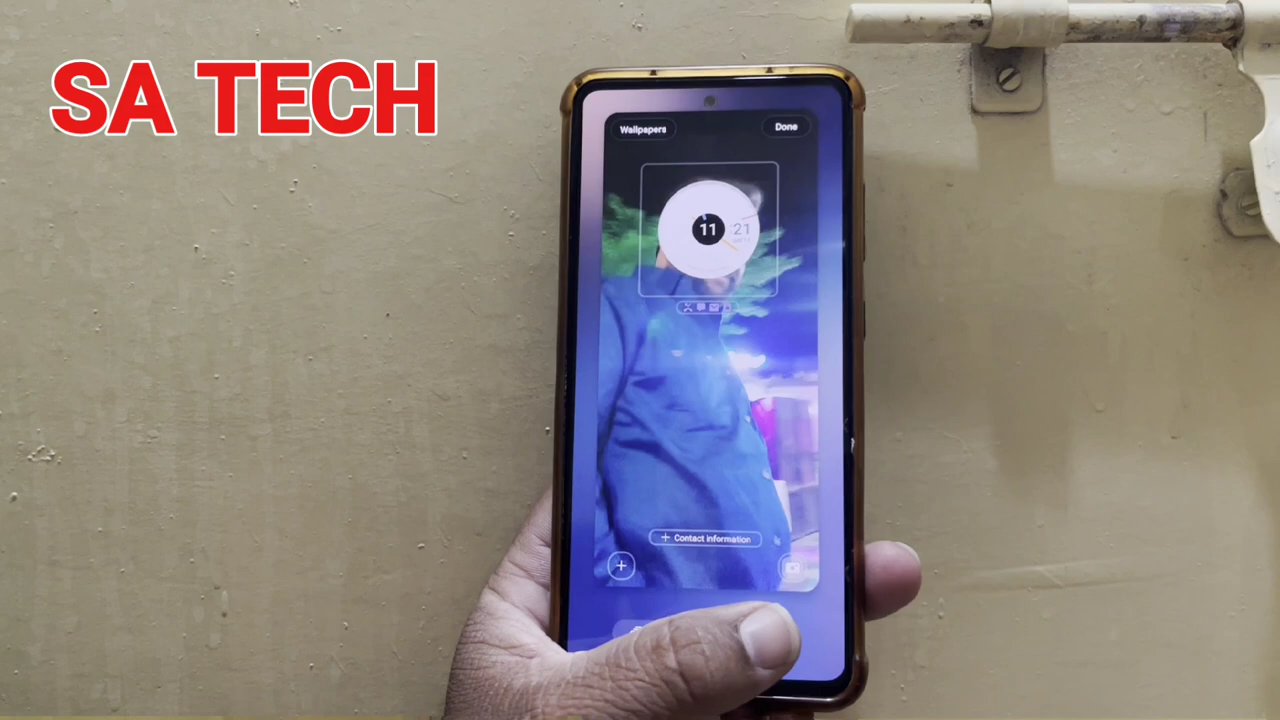 SA TECH
Wallpapers
Done
11
21
+ Contact information